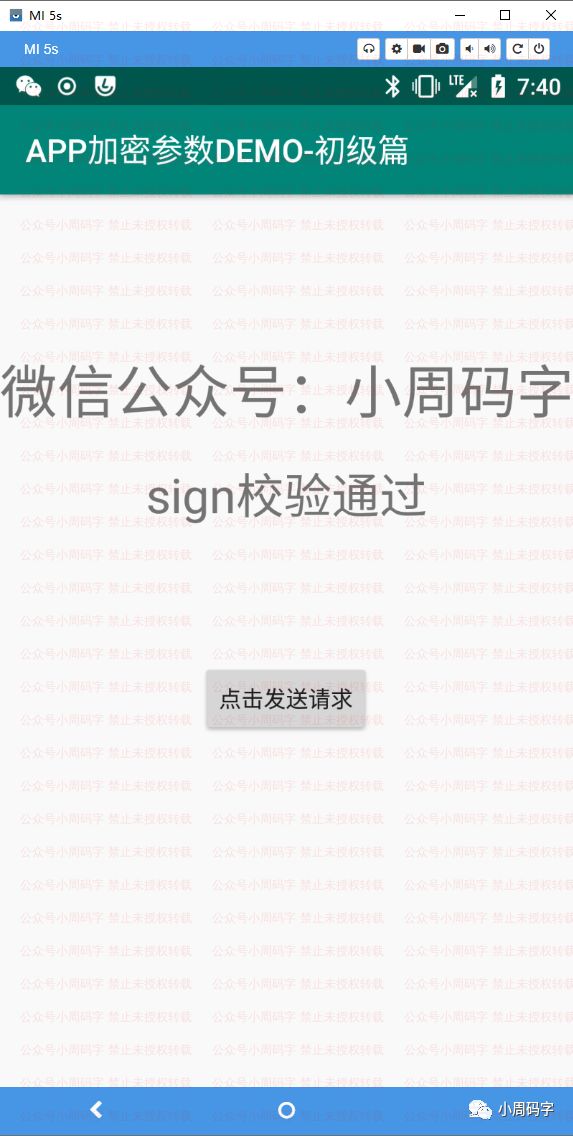 MI 5s
MI 5s
LTE 7:40
APP加密参数DEMO-初级篇
微信公众号：小周码字
sign校验通过
点击发送请求
公众号小周码字 禁止未授权转载
小周码字